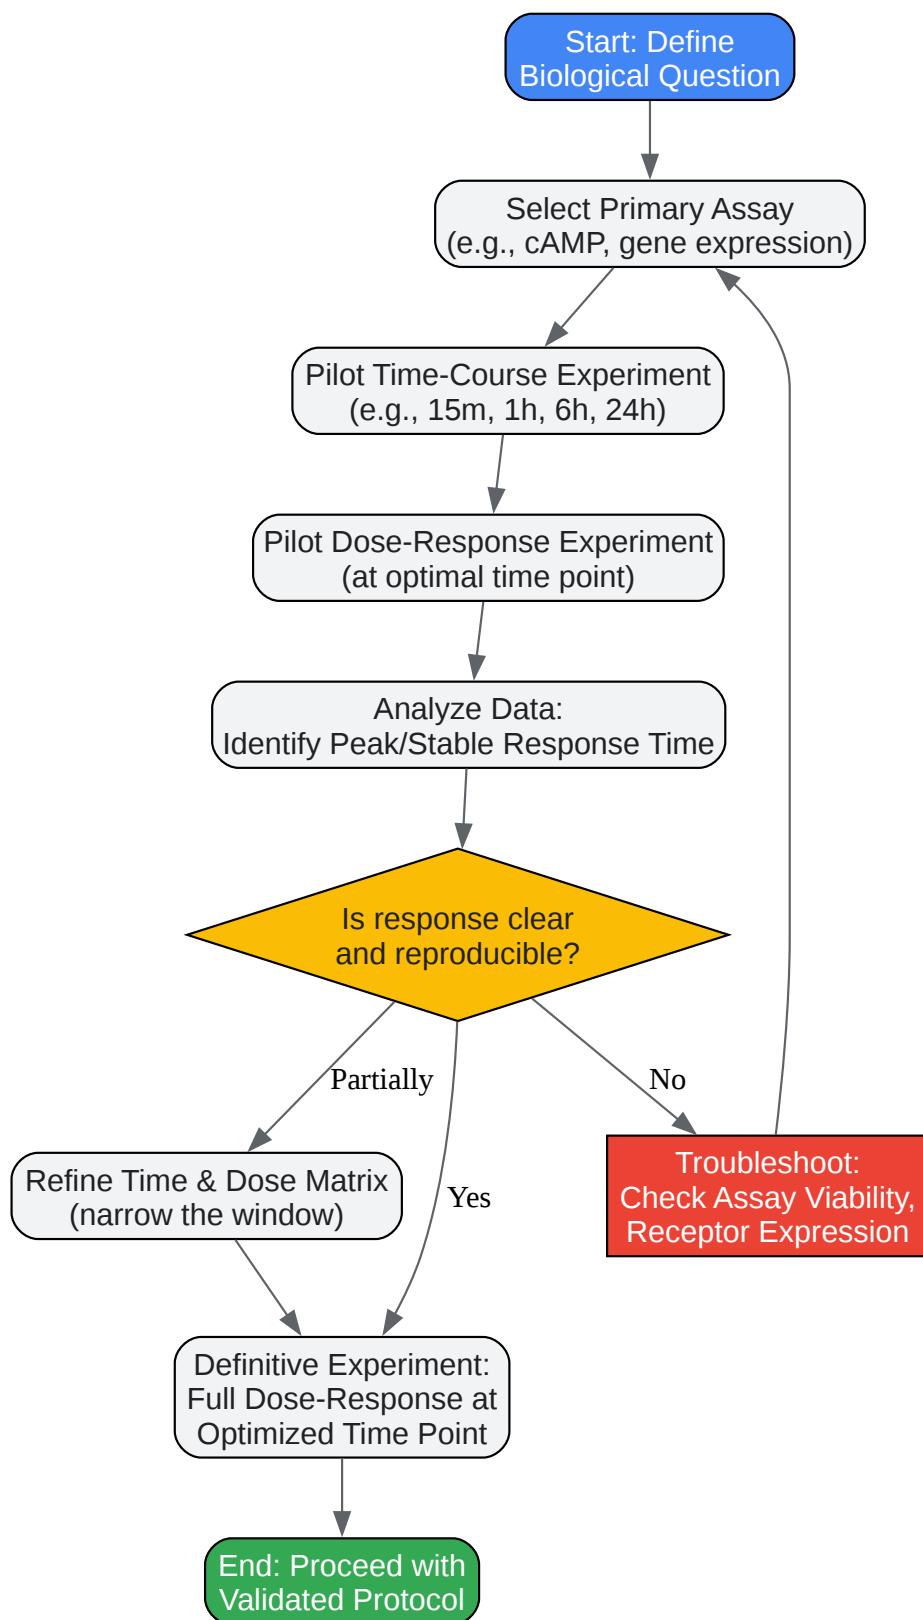 Start: Define
Biological Question
Select Primary Assay
(e.g., cAMP, gene expression)
Pilot Time-Course Experiment
(e.g., 15m, 1h, 6h, 24h)
Pilot Dose-Response Experiment
(at optimal time point)
Analyze Data:
Identify Peak/Stable Response Time
Is response clear
and reproducible?
Partially
No
Yes
Refine Time & Dose Matrix
(narrow the window)
Troubleshoot:
Check Assay Viability,
Receptor Expression
Definitive Experiment:
Full Dose-Response at
Optimized Time Point
End: Proceed with
Validated Protocol